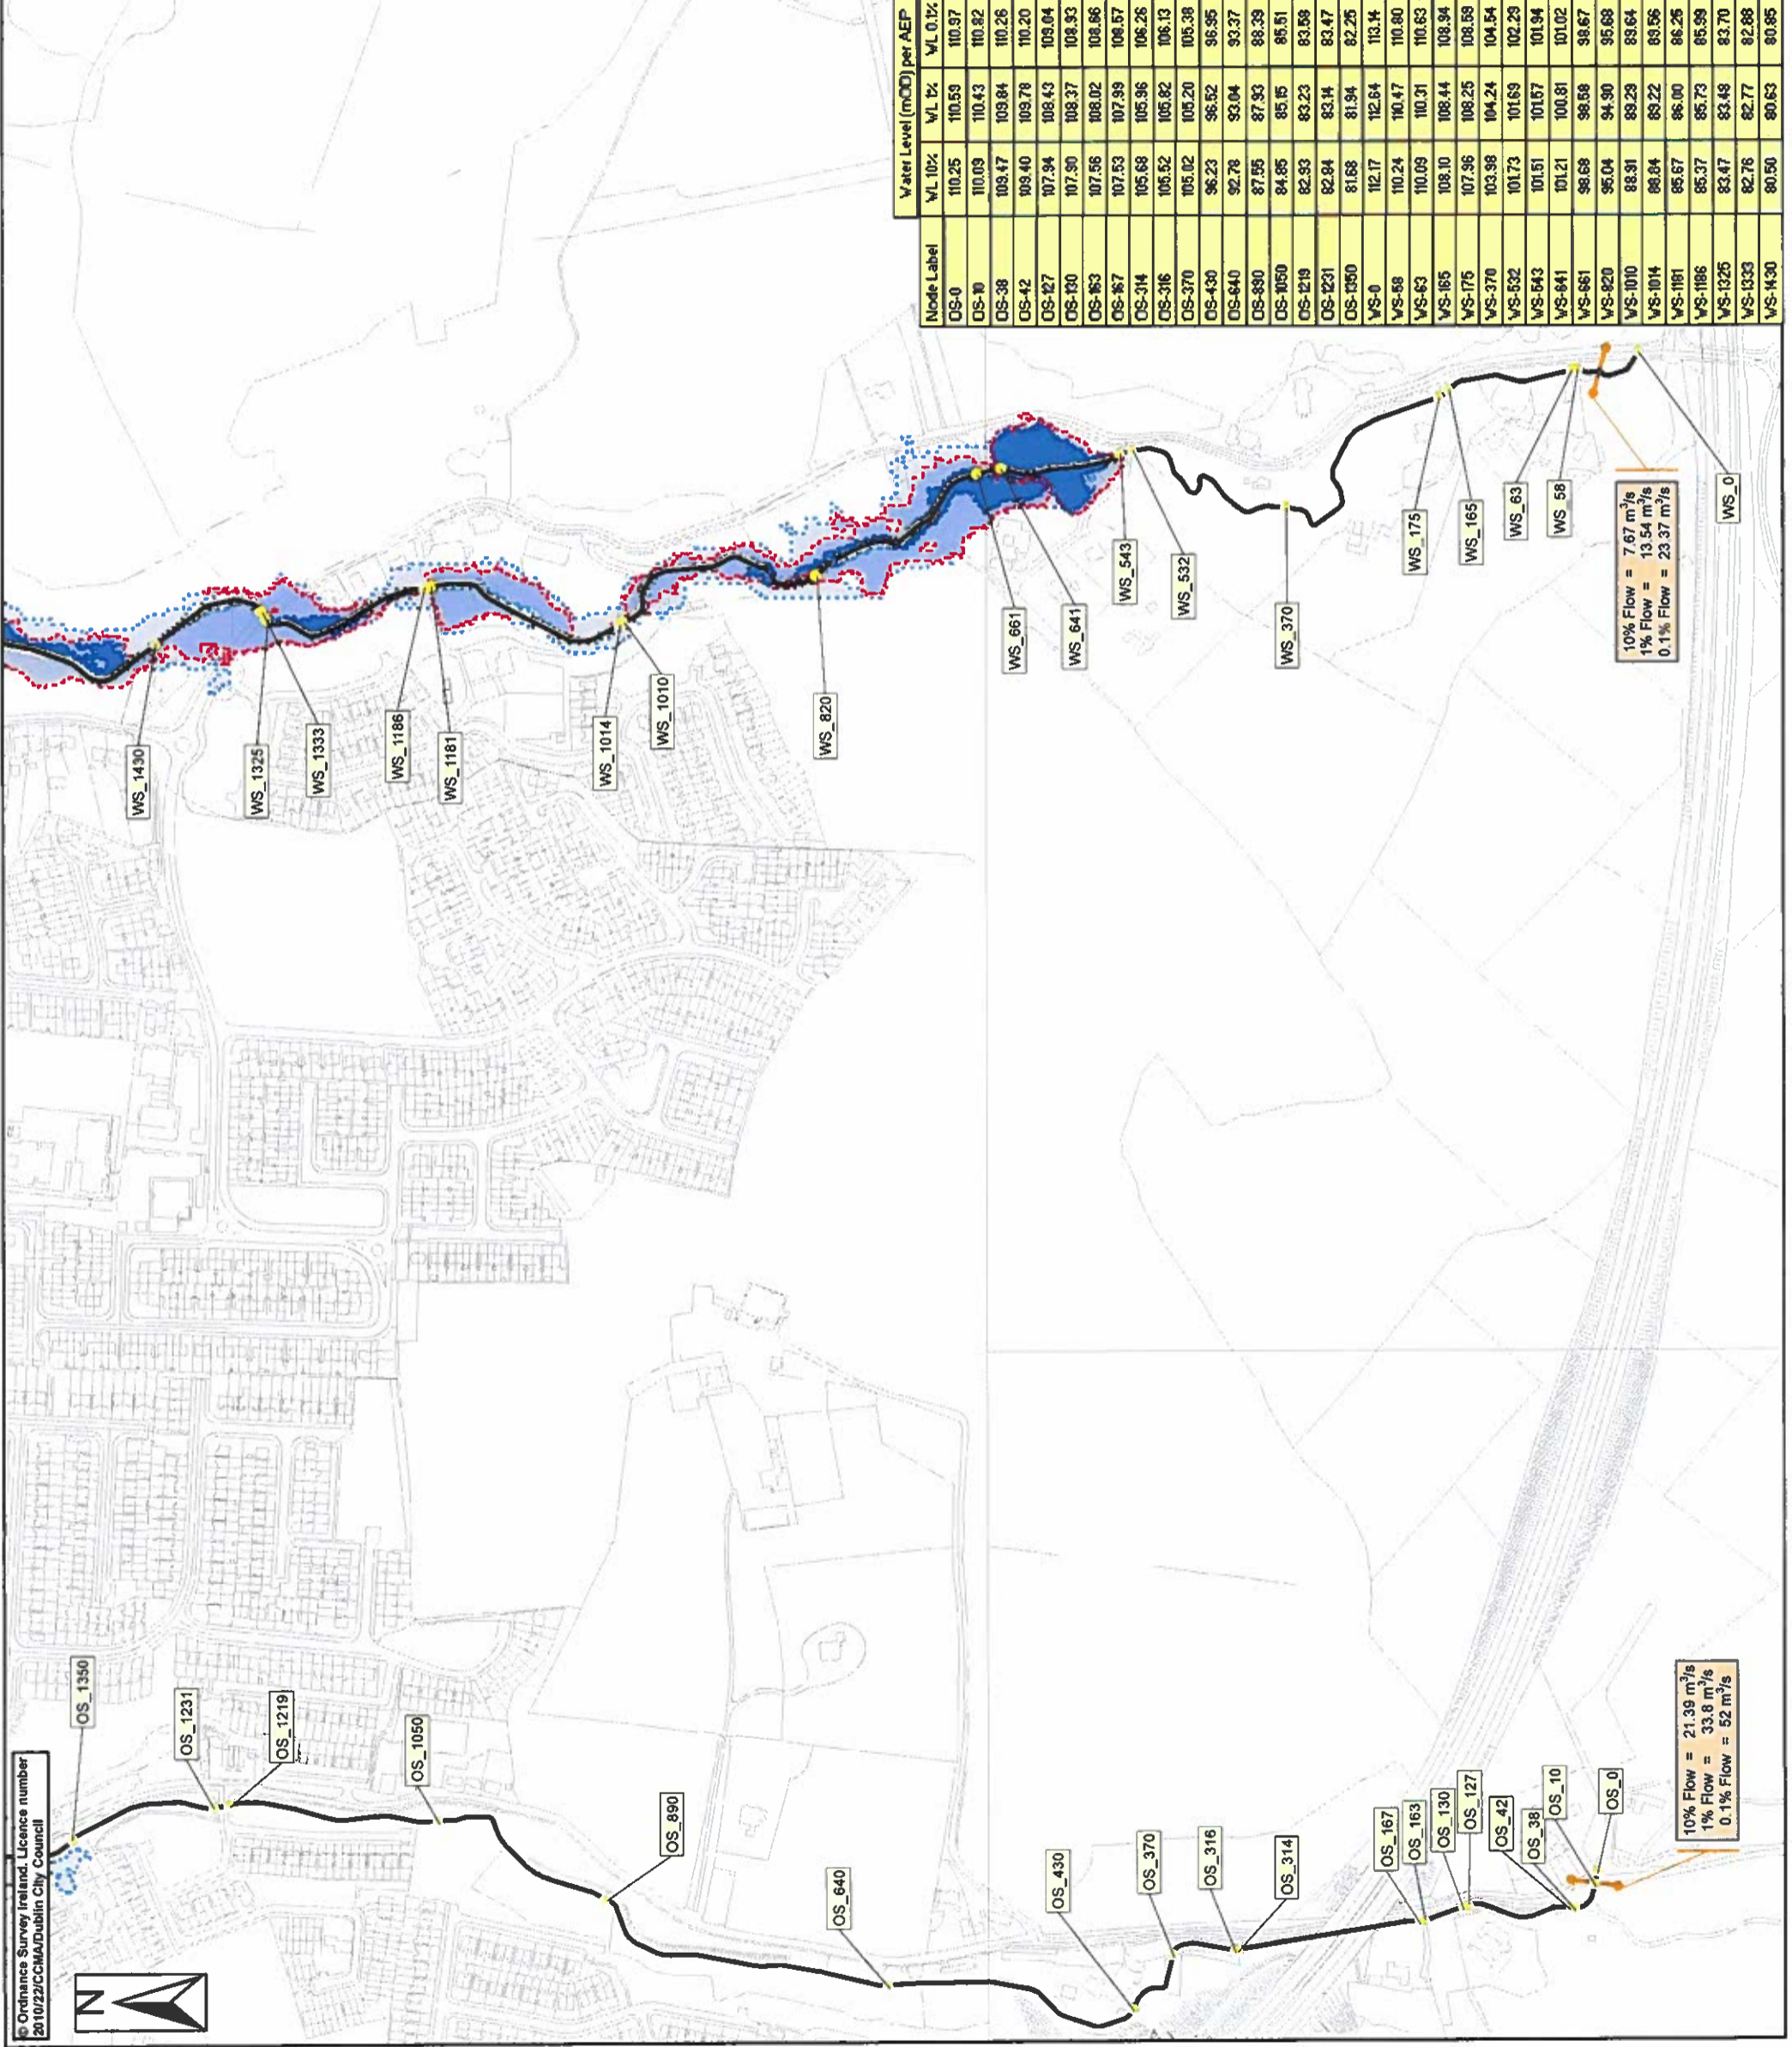 © Ordnance Survey Ireland. Licence number
2010/22/CCMA/Dublin City Council
N
OS_1350
OS_1231
OS_1219
OS_1050
OS_890
OS_640
OS_430
OS_370
OS_316
OS_314
OS_167
OS_163
OS_130
OS_127
OS_42
OS_38
OS_10
OS_0
10% Flow = 21.39 m³/s
1% Flow = 33.8 m³/s
0.1% Flow = 52 m³/s
WS_1430
WS_1325
WS_1333
WS_1186
WS_1181
WS_1014
WS_1010
WS_820
WS_661
WS_641
WS_543
WS_532
WS_370
WS_175
WS_165
WS_63
WS_58
WS_0
10% Flow = 7.67 m³/s
1% Flow = 13.54 m³/s
0.1% Flow = 23.37 m³/s
Water Level (mOD) per AEP
Node Label WL 10% WL 1% WL 0.1%
OS-0 110.25 110.59 110.97
OS-10 110.09 110.43 110.82
OS-38 109.47 109.84 110.26
OS-42 109.40 109.78 110.20
OS-127 107.94 108.43 109.04
OS-130 107.90 108.37 108.93
OS-163 107.56 108.02 108.66
OS-167 107.53 107.99 108.57
OS-314 105.68 105.96 106.26
OS-316 105.52 105.82 106.13
OS-370 105.02 105.20 105.38
OS-430 96.23 96.52 96.95
OS-640 92.78 93.04 93.37
OS-890 87.55 87.93 88.39
OS-1050 84.85 85.15 85.51
OS-1219 82.93 83.23 83.58
OS-1231 82.84 83.14 83.47
OS-1350 81.68 81.94 82.25
WS-0 112.17 112.64 113.14
WS-58 110.24 110.47 110.80
WS-63 110.09 110.31 110.63
WS-165 108.10 108.44 108.94
WS-175 107.96 108.25 108.59
WS-370 103.98 104.24 104.54
WS-532 101.73 101.69 102.29
WS-543 101.51 101.57 101.94
WS-641 101.21 100.81 101.02
WS-661 98.68 98.58 98.67
WS-820 95.04 94.90 95.68
WS-1010 88.91 89.29 89.64
WS-1014 88.84 89.22 89.56
WS-1181 85.67 86.00 86.25
WS-1186 85.37 85.73 85.99
WS-1325 83.47 83.48 83.70
WS-1333 82.76 82.77 82.88
WS-1430 80.50 80.63 80.85